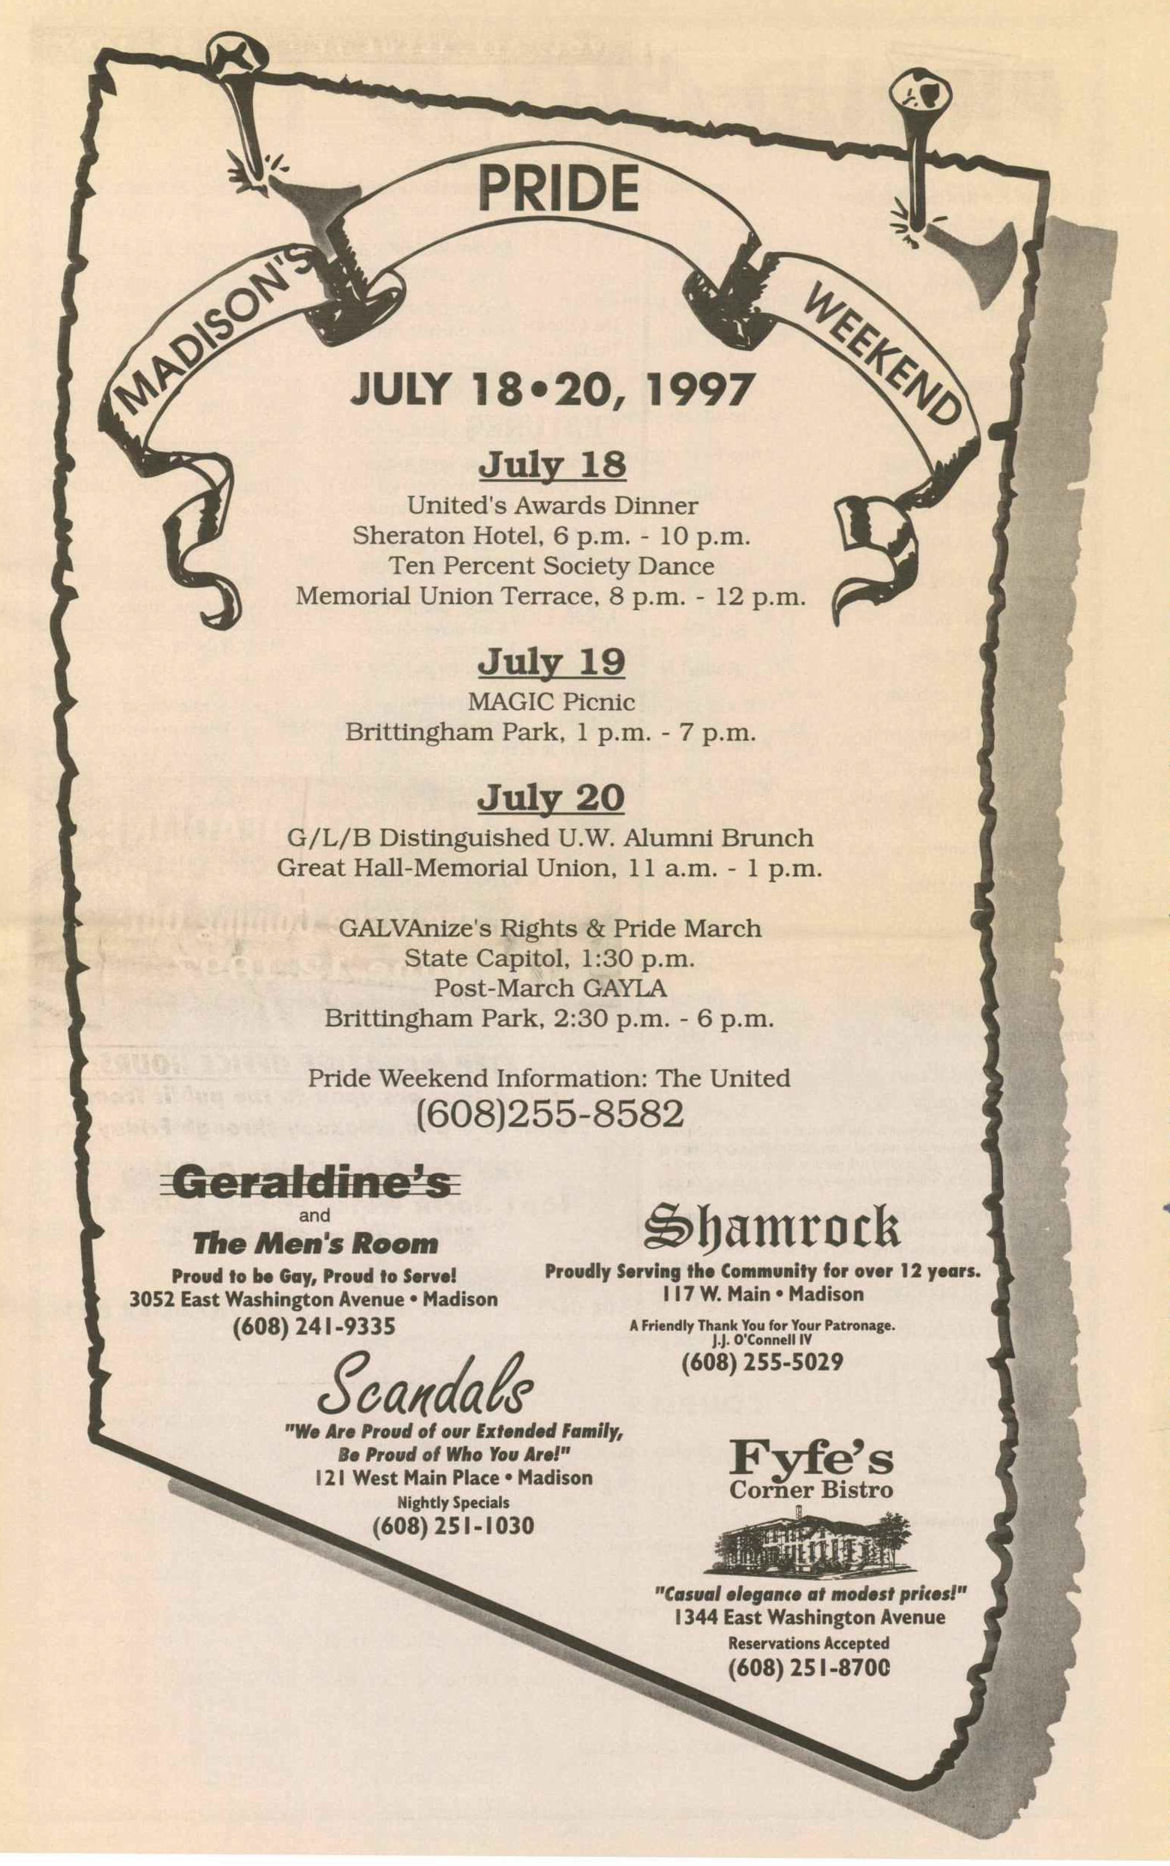 MADISON'S
PRIDE
WEEKEND
JULY 18•20, 1997
July 18
United's Awards Dinner
Sheraton Hotel, 6 p.m. - 10 p.m.
Ten Percent Society Dance
Memorial Union Terrace, 8 p.m. - 12 p.m.
July 19
MAGIC Picnic
Brittingham Park, 1 p.m. - 7 p.m.
July 20
G/L/B Distinguished U.W. Alumni Brunch
Great Hall-Memorial Union, 11 a.m. - 1 p.m.
GALVAnize's Rights & Pride March
State Capitol, 1:30 p.m.
Post-March GAYLA
Brittingham Park, 2:30 p.m. - 6 p.m.
Pride Weekend Information: The United
(608)255-8582
Geraldine's
and
The Men's Room
Proud to be Gay, Proud to Serve!
3052 East Washington Avenue • Madison
(608) 241-9335
Shamrock
Proudly Serving the Community for over 12 years.
117 W. Main • Madison
A Friendly Thank You for Your Patronage.
J.J. O'Connell IV
(608) 255-5029
Scandals
"We Are Proud of our Extended Family,
Be Proud of Who You Are!"
121 West Main Place • Madison
Nightly Specials
(608) 251-1030
Fyfe's
Corner Bistro
"Casual elegance at modest prices!"
1344 East Washington Avenue
Reservations Accepted
(608) 251-8700